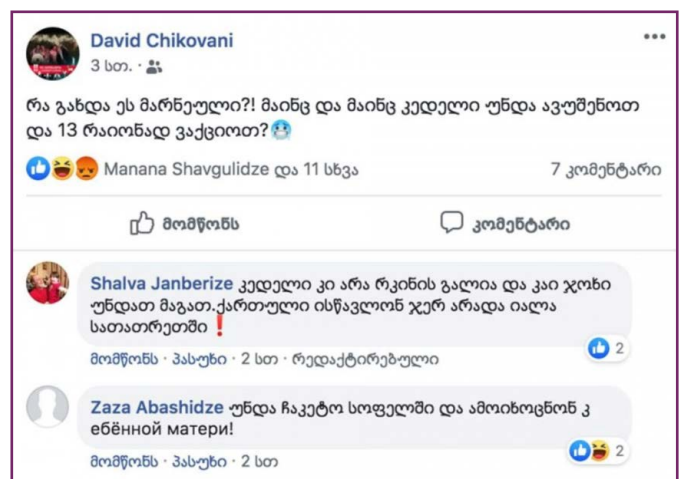 David Chikovani
3 სთ. ·
რა გახდა ეს მარნეული?! მაინც და მაინც კედელი უნდა ავუშენოთ
და 13 რაიონად ვაქციოთ?🥶
Manana Shavgulidze და 11 სხვა
7 კომენტარი
მომწონს
კომენტარი
Shalva Janberize კედელი კი არა რკინის გალია და კაი ჯოხი
უნდათ მაგათ.ქართული ისწავლონ ჯერ არადა იალა
სათათრეთში❗
2
მომწონს · პასუხი · 2 სთ · რედაქტირებული
Zaza Abashidze უნდა ჩაკეტო სოფელში და ამოიხოცნონ კ
ебённой матери!
2
მომწონს · პასუხი · 2 სთ